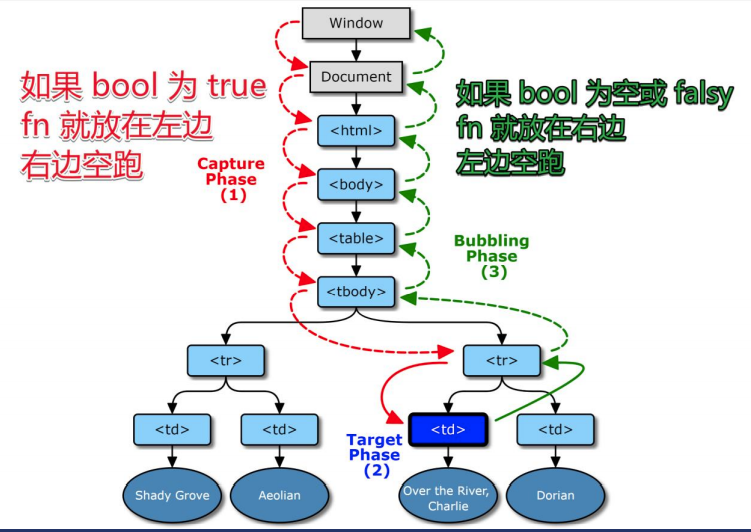 Window
Document
如果 bool 为 true
fn 就放在左边
右边空跑
如果 bool 为空或 falsy
fn 就放在右边
左边空跑
<html>
Capture
Phase
(1)
<body>
<table>
Bubbling
Phase
(3)
<tbody>
<tr>
<tr>
<td>
<td>
Target
Phase
(2)
<td>
<td>
Shady Grove
Aeolian
Over the River,
Charlie
Dorian